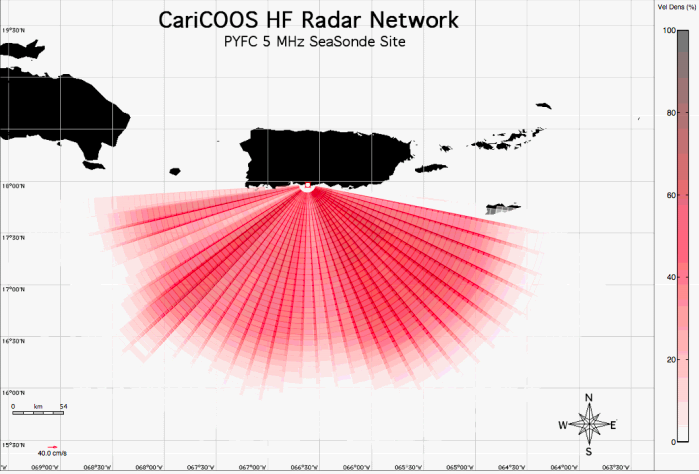 CariCOOS HF Radar Network
PYFC 5 MHz SeaSonde Site
Vel Dens (%)
100
80
60
40
20
0
19°30'N
18°00'N
17°30'N
17°00'N
16°30'N
16°00'N
15°30'N
0 km 54
40.0 cm/s
N
W E
S
'W 069°00'W 068°30'W 068°00'W 067°30'W 067°00'W 066°30'W 066°00'W 065°30'W 065°00'W 064°30'W 064°00'W 063°30'W